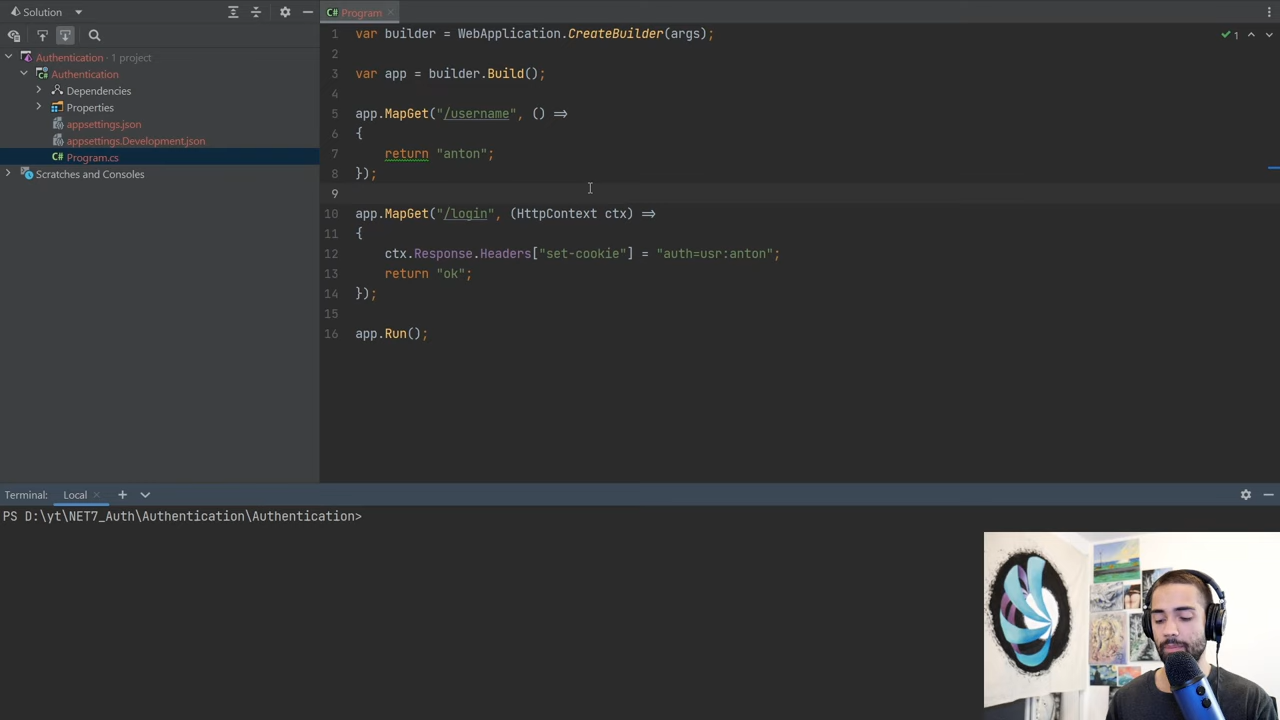 Solution
Authentication · 1 project
Authentication
Dependencies
Properties
appsettings.json
appsettings.Development.json
C# Program.cs
Scratches and Consoles
C# Program
1 var builder = WebApplication.CreateBuilder(args);
2
3 var app = builder.Build();
4
5 app.MapGet("/username", () =>
6 {
7 return "anton";
8 });
9
10 app.MapGet("/login", (HttpContext ctx) =>
11 {
12 ctx.Response.Headers["set-cookie"] = "auth=usr:anton";
13 return "ok";
14 });
15
16 app.Run();
1
Terminal: Local
PS D:\yt\NET7_Auth\Authentication\Authentication>